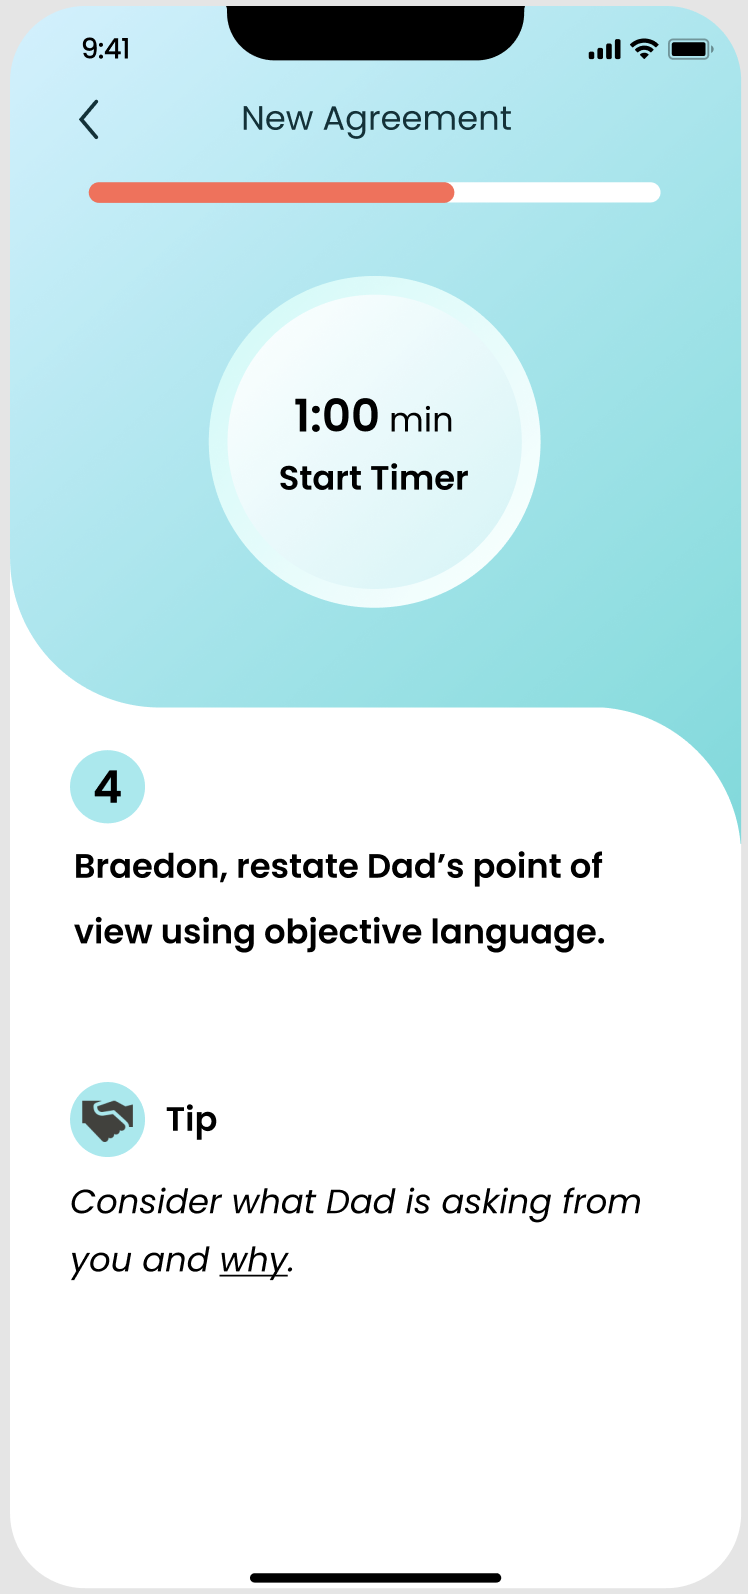 9:41
New Agreement
1:00 min
Start Timer
4
Braedon, restate Dad’s point of
view using objective language.
Tip
Consider what Dad is asking from
you and why.